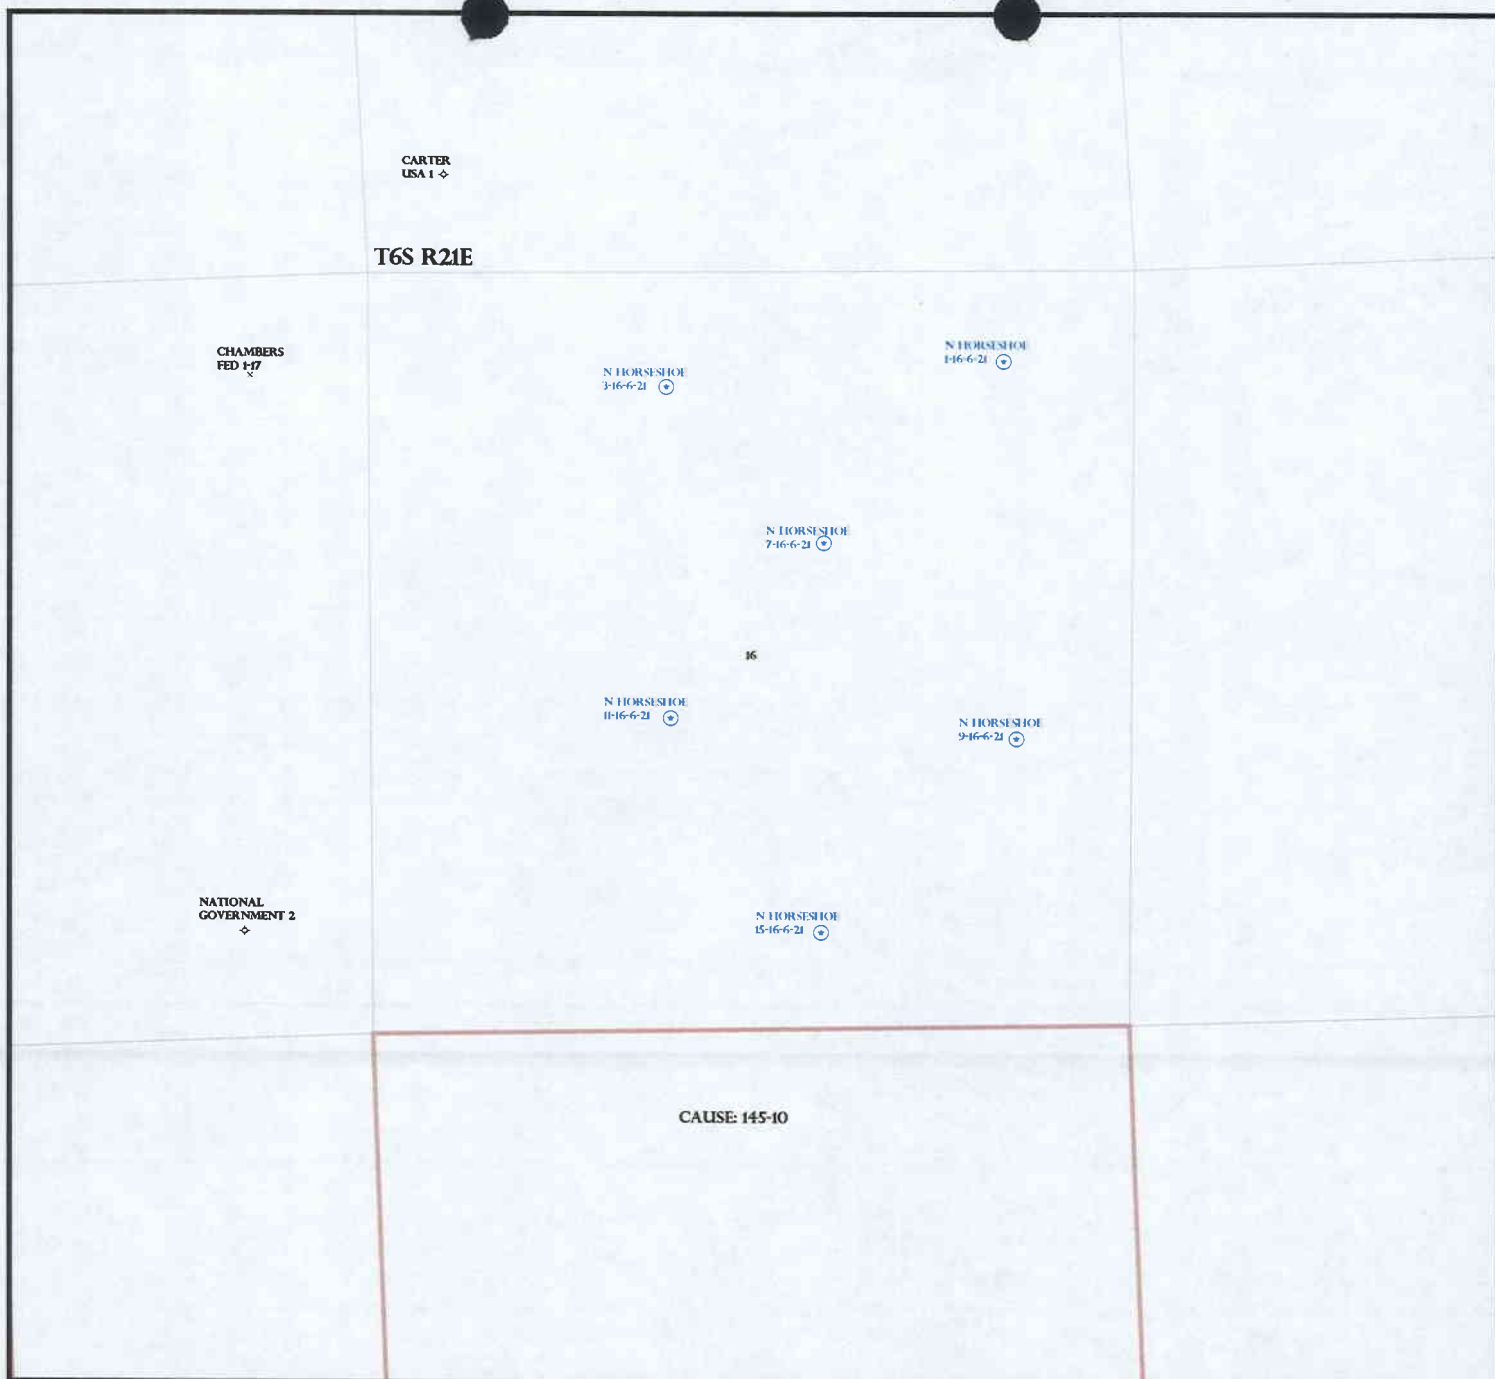 CARTER
USA 1
T6S R21E
CHAMBERS
FED 1-17
N HORSESHOE
1-16-6-21
N HORSESHOE
3-16-6-21
N HORSESHOE
7-16-6-21
16
N HORSESHOE
11-16-6-21
N HORSESHOE
9-16-6-21
NATIONAL
GOVERNMENT 2
N HORSESHOE
15-16-6-21
CAUSE: 145-10